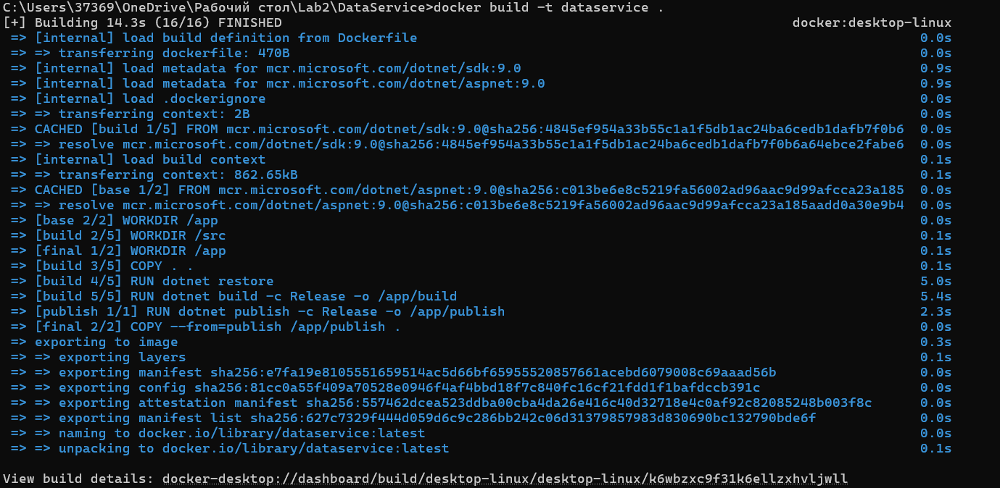 C:\Users\37369\OneDrive\Рабочий стол\Lab2\DataService>docker build -t dataservice .
[+] Building 14.3s (16/16) FINISHED docker:desktop-linux
=> [internal] load build definition from Dockerfile 0.0s
=> => transferring dockerfile: 470B 0.0s
=> [internal] load metadata for mcr.microsoft.com/dotnet/sdk:9.0 0.9s
=> [internal] load metadata for mcr.microsoft.com/dotnet/aspnet:9.0 0.9s
=> [internal] load .dockerignore 0.0s
=> => transferring context: 2B 0.0s
=> CACHED [build 1/5] FROM mcr.microsoft.com/dotnet/sdk:9.0@sha256:4845ef954a33b55c1a1f5db1ac24ba6cedb1dafb7f0b6 0.0s
=> => resolve mcr.microsoft.com/dotnet/sdk:9.0@sha256:4845ef954a33b55c1a1f5db1ac24ba6cedb1dafb7f0b6a64ebce2fabe6 0.0s
=> [internal] load build context 0.1s
=> => transferring context: 862.65kB 0.1s
=> CACHED [base 1/2] FROM mcr.microsoft.com/dotnet/aspnet:9.0@sha256:c013be6e8c5219fa56002ad96aac9d99afcca23a185 0.0s
=> => resolve mcr.microsoft.com/dotnet/aspnet:9.0@sha256:c013be6e8c5219fa56002ad96aac9d99afcca23a185aadd0a30e9b4 0.0s
=> [base 2/2] WORKDIR /app 0.0s
=> [build 2/5] WORKDIR /src 0.1s
=> [final 1/2] WORKDIR /app 0.1s
=> [build 3/5] COPY . . 0.1s
=> [build 4/5] RUN dotnet restore 5.0s
=> [build 5/5] RUN dotnet build -c Release -o /app/build 5.4s
=> [publish 1/1] RUN dotnet publish -c Release -o /app/publish 2.3s
=> [final 2/2] COPY --from=publish /app/publish . 0.0s
=> exporting to image 0.3s
=> => exporting layers 0.1s
=> => exporting manifest sha256:e7fa19e8105551659514ac5d66bf65955520857661acebd6079008c69aaad56b 0.0s
=> => exporting config sha256:81cc0a55f409a70528e0946f4af4bbd18f7c840fc16cf21fdd1f1bafdccb391c 0.0s
=> => exporting attestation manifest sha256:557462dcea523ddba00cba4da26e416c40d32718e4c0af92c82085248b003f8c 0.0s
=> => exporting manifest list sha256:627c7329f444d059d6c9c286bb242c06d31379857983d830690bc132790bde6f 0.0s
=> => naming to docker.io/library/dataservice:latest 0.0s
=> => unpacking to docker.io/library/dataservice:latest 0.1s
View build details: docker-desktop://dashboard/build/desktop-linux/desktop-linux/k6wbzxc9f31k6ellzxhvljwll